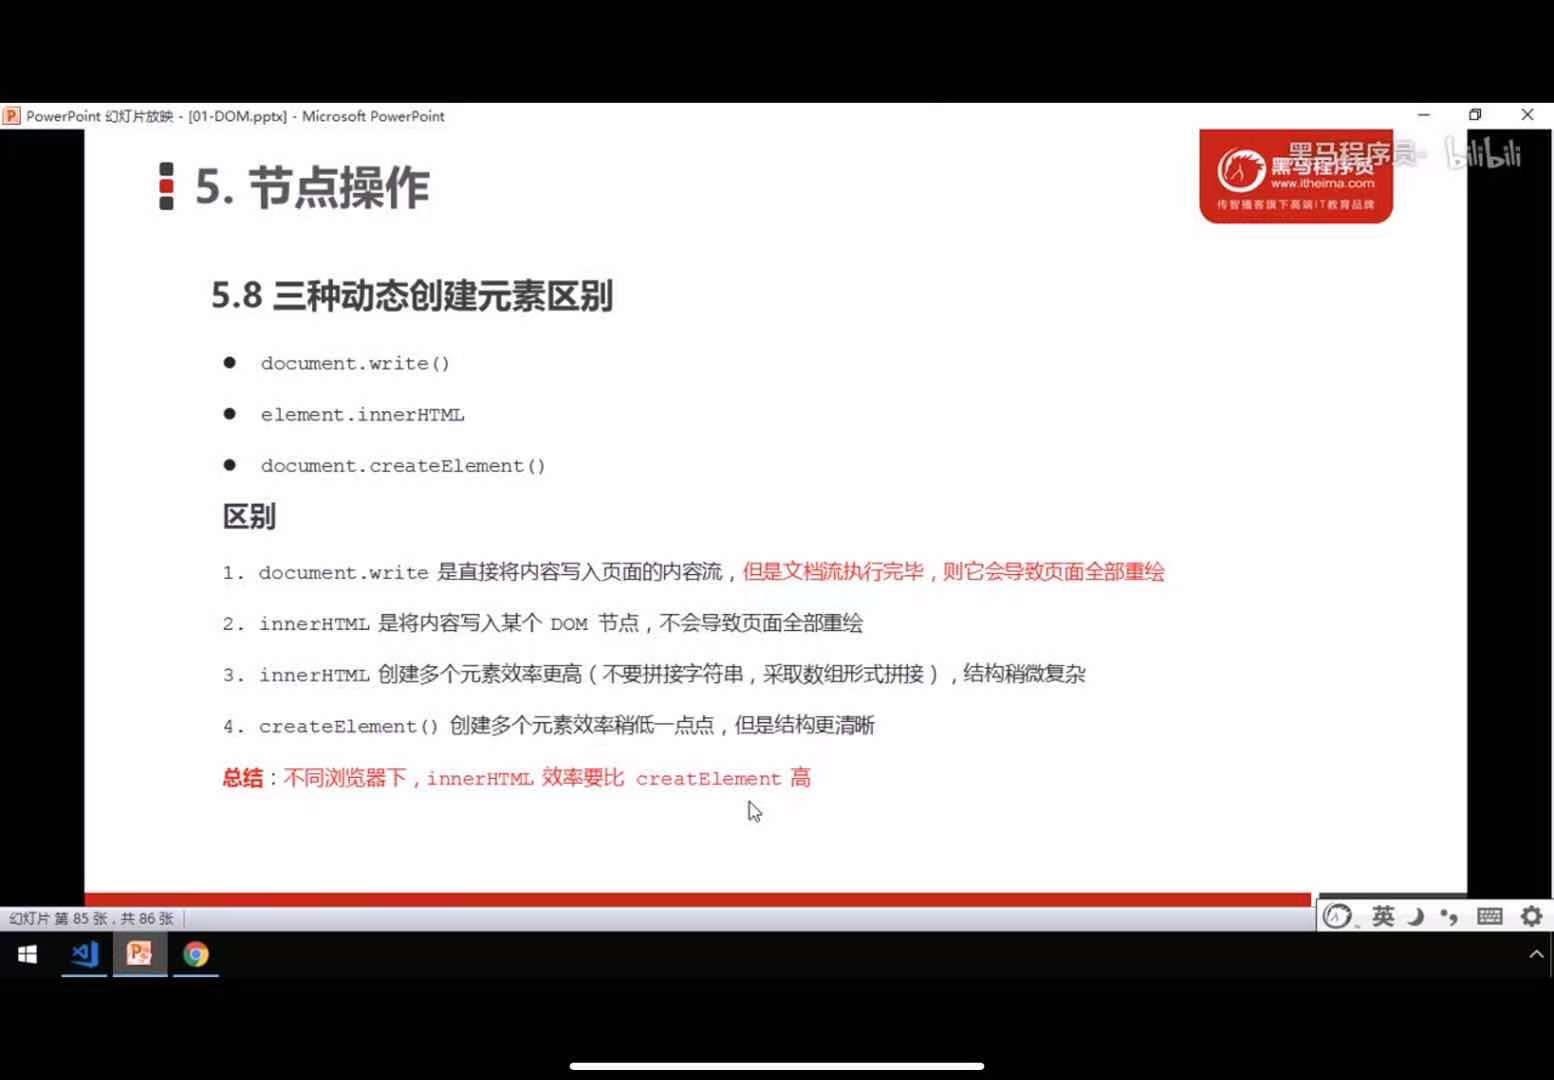 PowerPoint 幻灯片放映 - [01-DOM.pptx] - Microsoft PowerPoint
5. 节点操作
黑马程序员
bilibili
黑马程序员
www.itheima.com
传智播客旗下高端IT教育品牌
5.8 三种动态创建元素区别
● document.write()
● element.innerHTML
● document.createElement()
区别
1. document.write 是直接将内容写入页面的内容流，但是文档流执行完毕，则它会导致页面全部重绘
2. innerHTML 是将内容写入某个 DOM 节点，不会导致页面全部重绘
3. innerHTML 创建多个元素效率更高（不要拼接字符串，采取数组形式拼接），结构稍微复杂
4. createElement() 创建多个元素效率稍低一点点，但是结构更清晰
总结：不同浏览器下，innerHTML 效率要比 creatElement 高
幻灯片 第 85 张，共 86 张
英